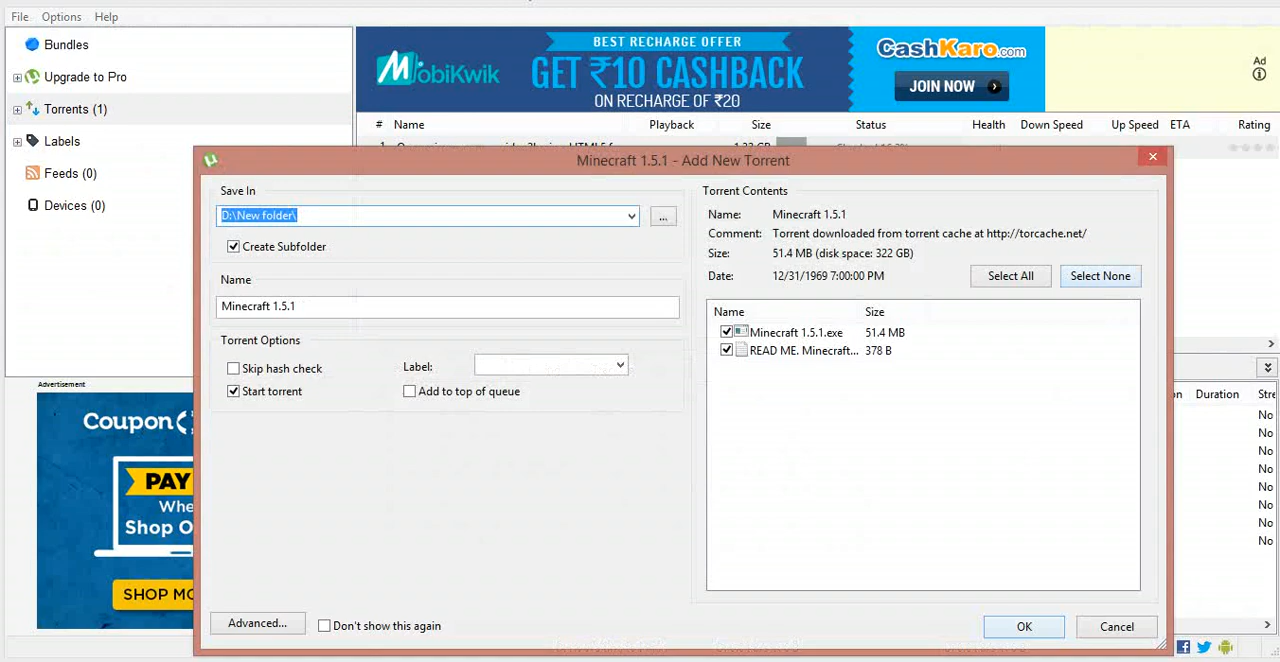 File Options Help
Bundles
Upgrade to Pro
Torrents (1)
Labels
Feeds (0)
Devices (0)
MobiKwik
BEST RECHARGE OFFER
GET ₹10 CASHBACK
ON RECHARGE OF ₹20
CashKaro.com
JOIN NOW
Ad
# Name Playback Size Status Health Down Speed Up Speed ETA Rating
Minecraft 1.5.1 - Add New Torrent
Save In
D:\New folder\
...
Create Subfolder
Name
Minecraft 1.5.1
Torrent Options
Skip hash check
Label:
Start torrent
Add to top of queue
Advanced...
Don't show this again
Torrent Contents
Name: Minecraft 1.5.1
Comment: Torrent downloaded from torrent cache at http://torcache.net/
Size: 51.4 MB (disk space: 322 GB)
Date: 12/31/1969 7:00:00 PM
Select All
Select None
Name Size
Minecraft 1.5.1.exe 51.4 MB
READ ME. Minecraft... 378 B
OK
Cancel
Duration
No
No
No
No
No
No
No
No
Advertisement
Coupon
PAY
Shop O
SHOP MO